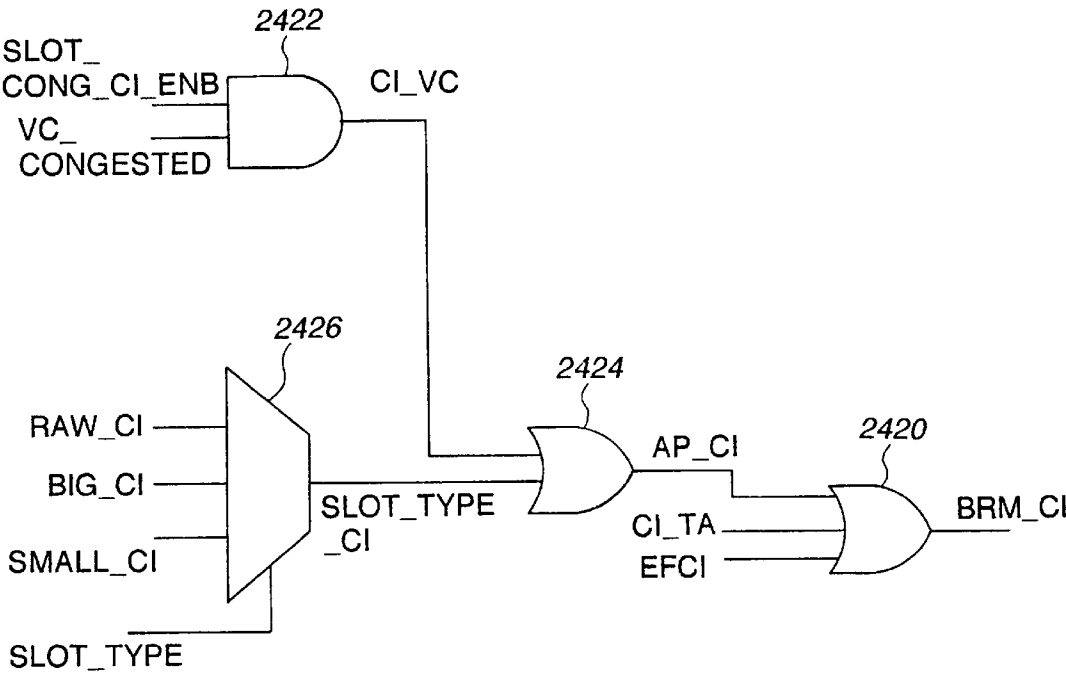 2422
SLOT_
CONG_CI_ENB
CI_VC
VC_
CONGESTED
2426
2424
RAW_CI
AP_CI
2420
BIG_CI
SLOT_TYPE
_CI
CI_TA
BRM_CI
SMALL_CI
EFCI
SLOT_TYPE